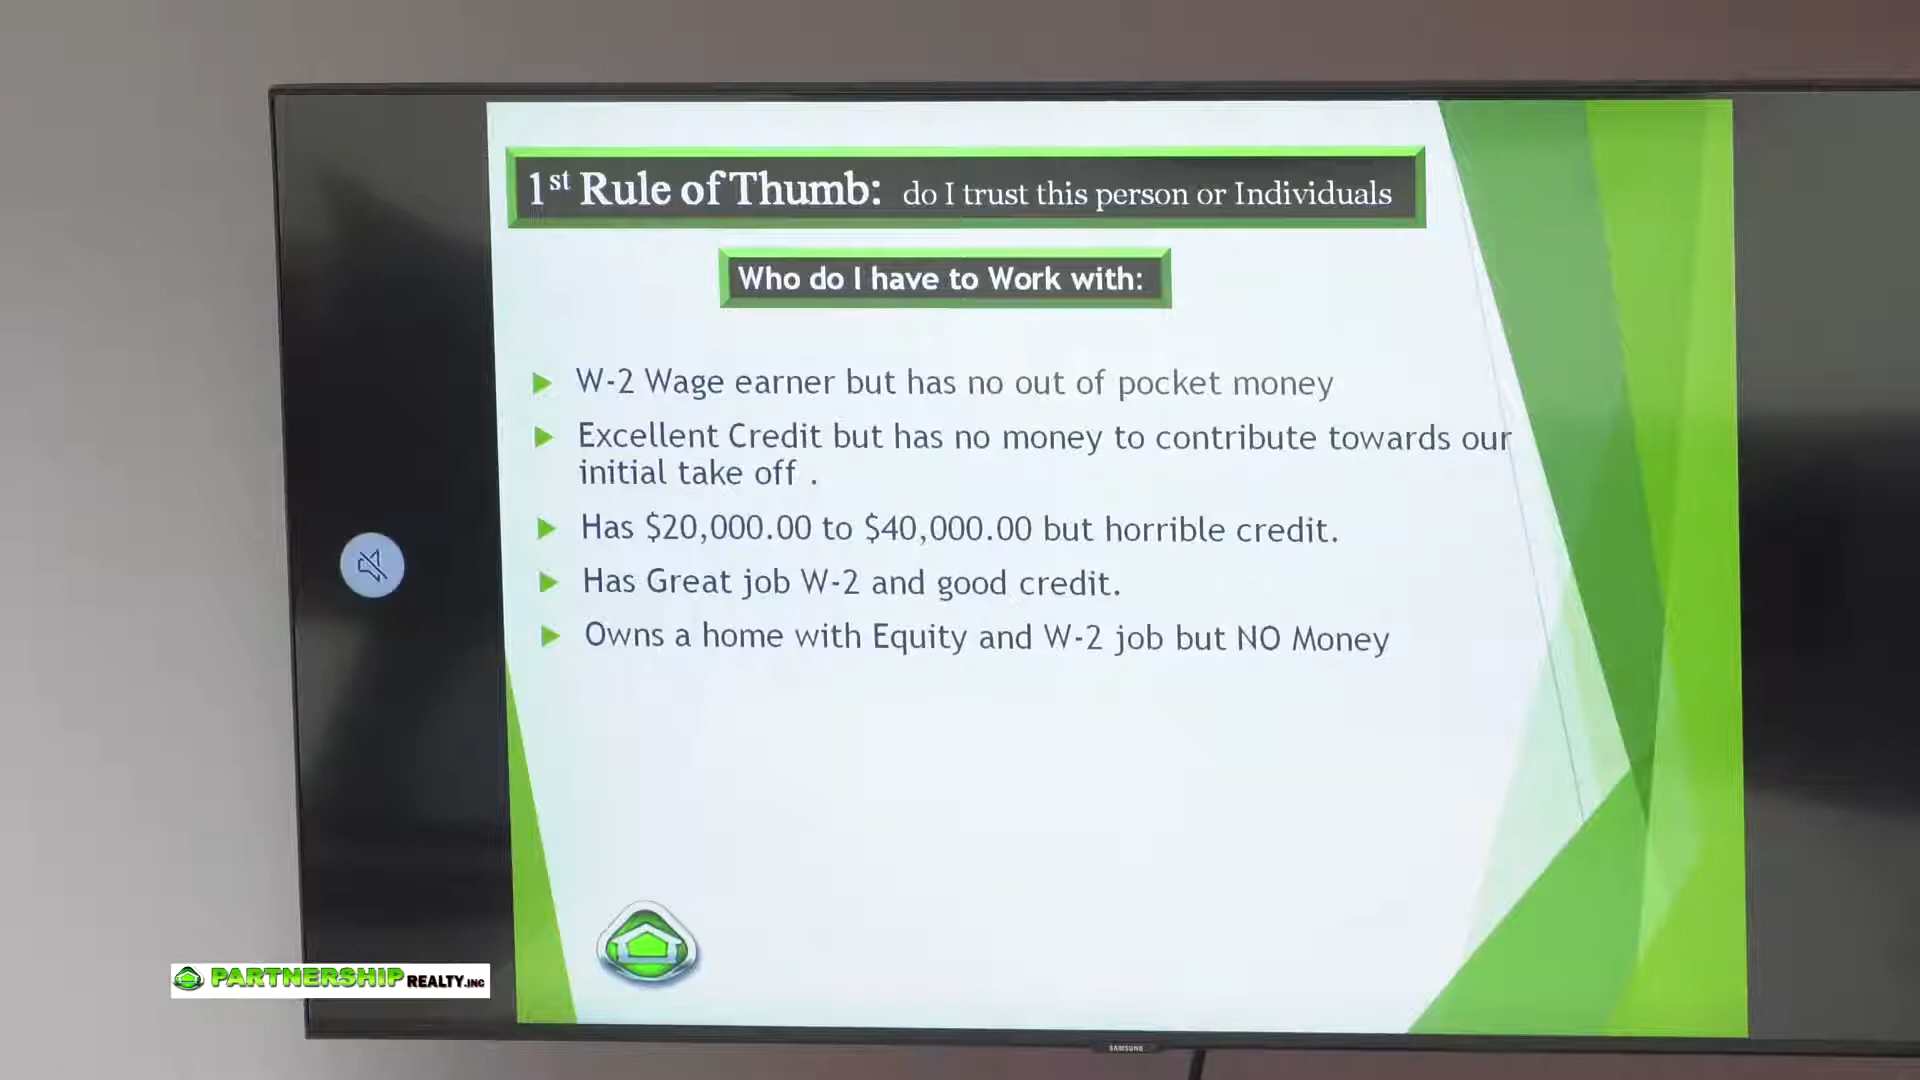 1st Rule of Thumb: do I trust this person or Individuals
Who do I have to Work with:
W-2 Wage earner but has no out of pocket money
Excellent Credit but has no money to contribute towards our
initial take off .
Has $20,000.00 to $40,000.00 but horrible credit.
Has Great job W-2 and good credit.
Owns a home with Equity and W-2 job but NO Money
PARTNERSHIP REALTY.INC
SAMSUNG